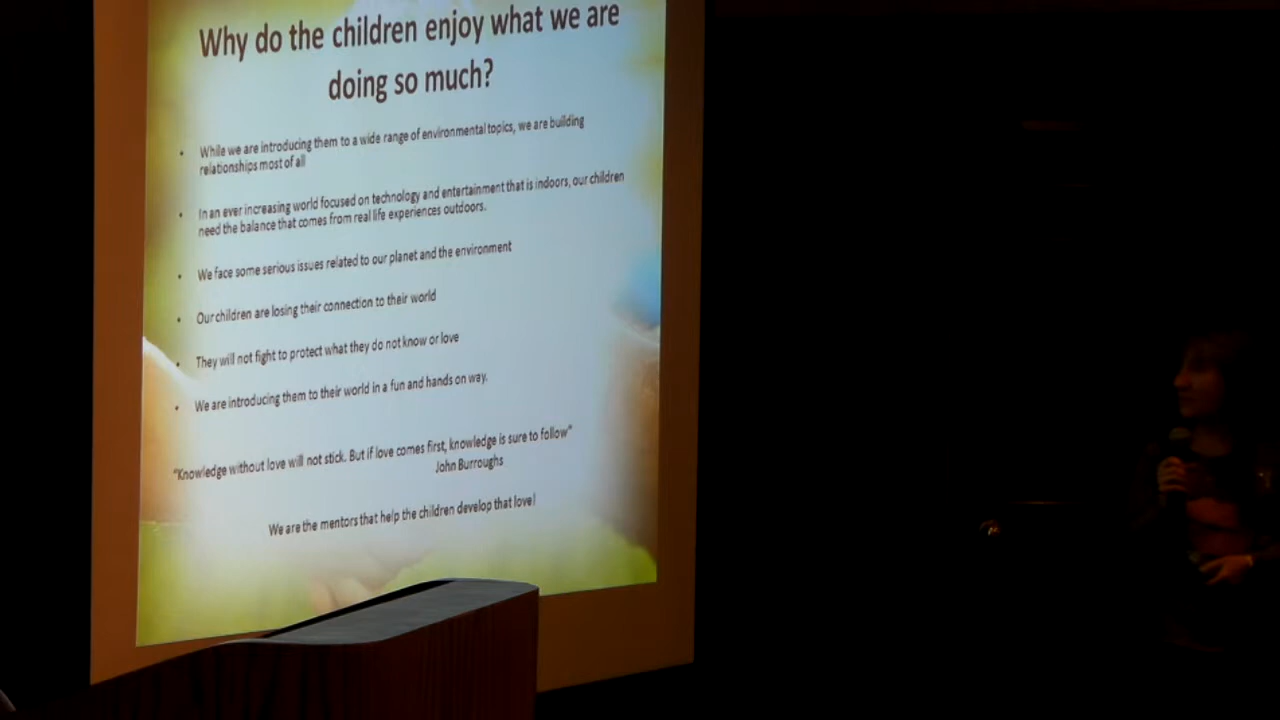 Why do the children enjoy what we are
doing so much?
• While we are introducing them to a wide range of environmental topics, we are building
relationships most of all
• In an ever increasing world focused on technology and entertainment that is indoors, our children
need the balance that comes from real life experiences outdoors.
• We face some serious issues related to our planet and the environment
• Our children are losing their connection to their world
• They will not fight to protect what they do not know or love
• We are introducing them to their world in a fun and hands on way.
"Knowledge without love will not stick. But if love comes first, knowledge is sure to follow"
John Burroughs
We are the mentors that help the children develop that love!